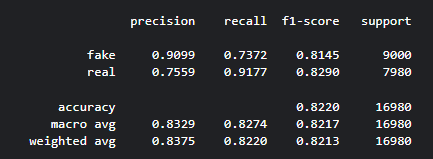 precision recall f1-score support
fake 0.9099 0.7372 0.8145 9000
real 0.7559 0.9177 0.8290 7980
accuracy 0.8220 16980
macro avg 0.8329 0.8274 0.8217 16980
weighted avg 0.8375 0.8220 0.8213 16980